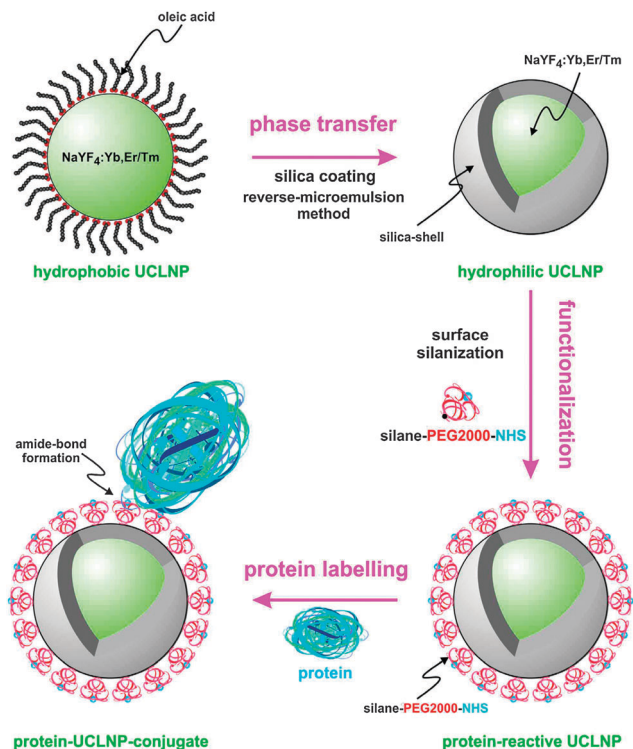 oleic acid
NaYF4:Yb,Er/Tm
hydrophobic UCLNP
phase transfer
silica coating
reverse-microemulsion
method
NaYF4:Yb,Er/Tm
silica-shell
hydrophilic UCLNP
surface
silanization
silane-PEG2000-NHS
functionalization
amide-bond
formation
protein labelling
protein
silane-PEG2000-NHS
protein-UCLNP-conjugate
protein-reactive UCLNP